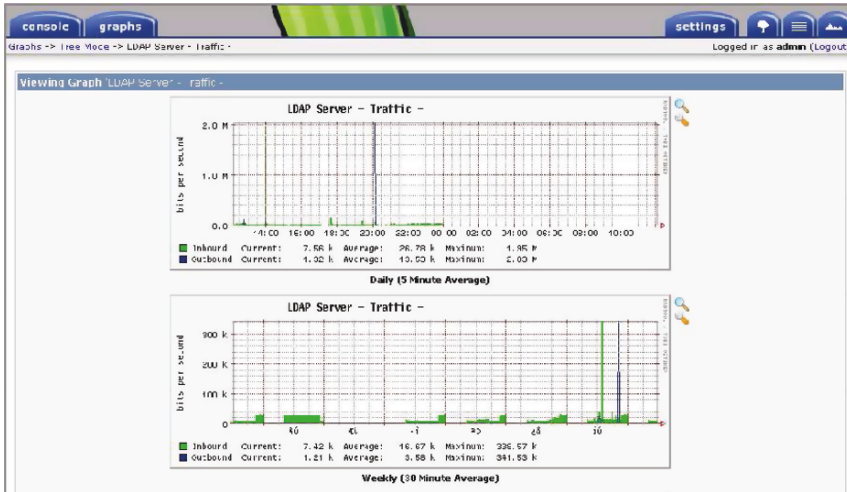 console graphs settings
Graphs -> Tree Mode -> LDAP Server - Traffic -
Logged in as admin (Logout
Viewing Graph 'LDAP Server - Traffic -
LDAP Server - Traffic -
2.0 M
1.0 M
0.0
bits per second
14:00 16:00 18:00 20:00 22:00 00:00 02:00 04:00 06:00 08:00 10:00
Inbound Current: 7.56 k Average: 26.78 k Maximum: 1.95 M
Outbound Current: 4.32 k Average: 13.53 k Maximum: 2.03 M
Daily (5 Minute Average)
LDAP Server - Traffic -
300 k
200 k
100 k
0
bits per second
Inbound Current: 7.42 k Average: 16.67 k Maximum: 339.57 k
Outbound Current: 1.21 k Average: 3.58 k Maximum: 341.53 k
Weekly (30 Minute Average)